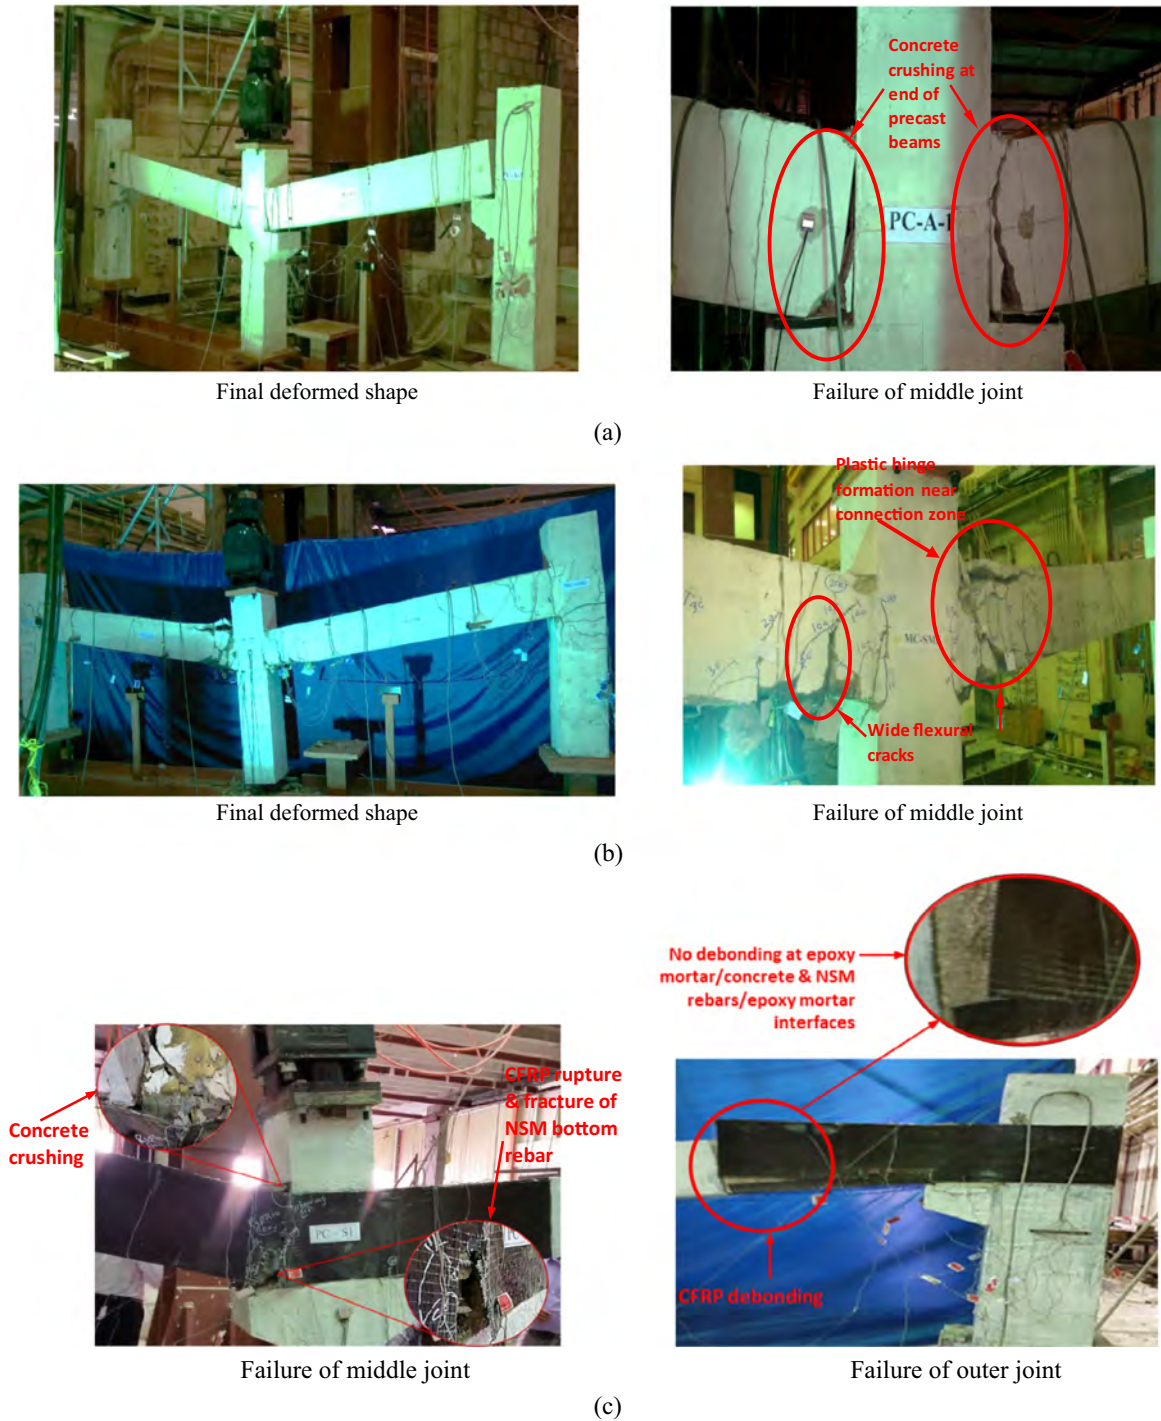 Concrete
crushing at
end of
precast
beams
PC-A-
Final deformed shape
Failure of middle joint
(a)
Plastic hinge
formation near
connection zone
MC-SM
Wide flexural
cracks
Final deformed shape
Failure of middle joint
(b)
No debonding at epoxy
mortar/concrete & NSM
rebars/epoxy mortar
interfaces
CFRP rupture
& fracture of
NSM bottom
rebar
Concrete
crushing
PC - S1
CFRP debonding
Failure of middle joint
Failure of outer joint
(c)